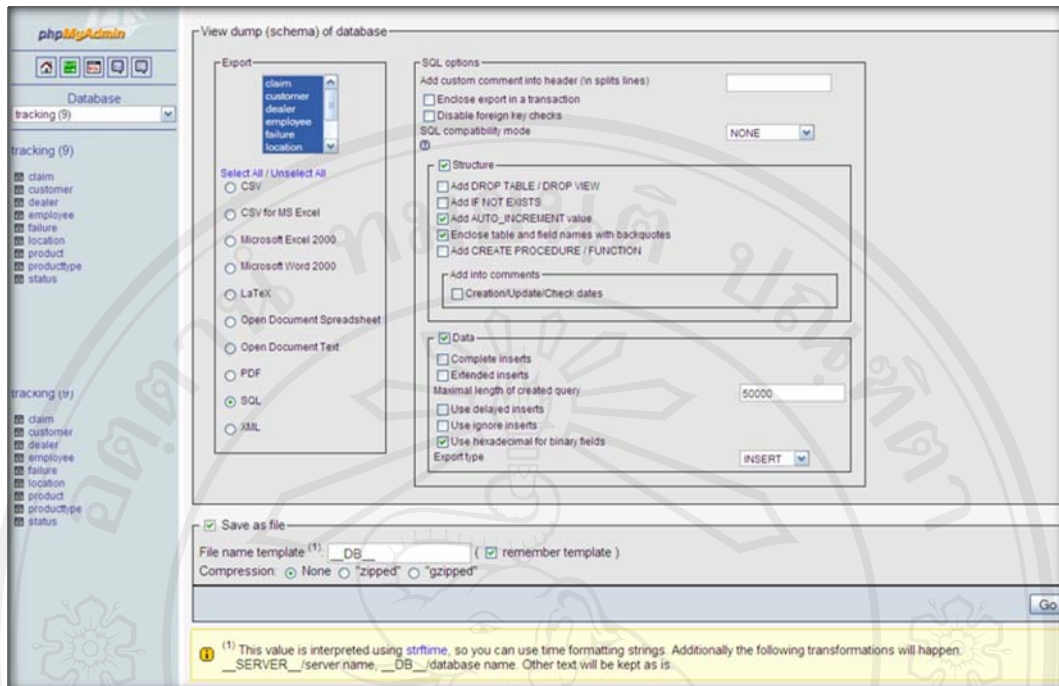 phpMyAdmin
Database
tracking (9)
tracking (9)
claim
customer
dealer
employee
failure
location
product
producttype
status
tracking (9)
claim
customer
dealer
employee
failure
location
product
producttype
status
View dump (schema) of database
Export
claim
customer
dealer
employee
failure
location
Select All / Unselect All
CSV
CSV for MS Excel
Microsoft Excel 2000
Microsoft Word 2000
LaTeX
Open Document Spreadsheet
Open Document Text
PDF
SQL
XML
SQL options
Add custom comment into header (\n splits lines)
Enclose export in a transaction
Disable foreign key checks
SQL compatibility mode NONE
Structure
Add DROP TABLE / DROP VIEW
Add IF NOT EXISTS
Add AUTO_INCREMENT value
Enclose table and field names with backquotes
Add CREATE PROCEDURE / FUNCTION
Add into comments
Creation/Update/Check dates
Data
Complete inserts
Extended inserts
Maximal length of created query 50000
Use delayed inserts
Use ignore inserts
Use hexadecimal for binary fields
Export type INSERT
Save as file
File name template (1): __DB__ ( remember template )
Compression: None "zipped" "gzipped"
Go
(1) This value is interpreted using strftime, so you can use time formatting strings. Additionally the following transformations will happen:
__SERVER__/server name, __DB__/database name. Other text will be kept as is.